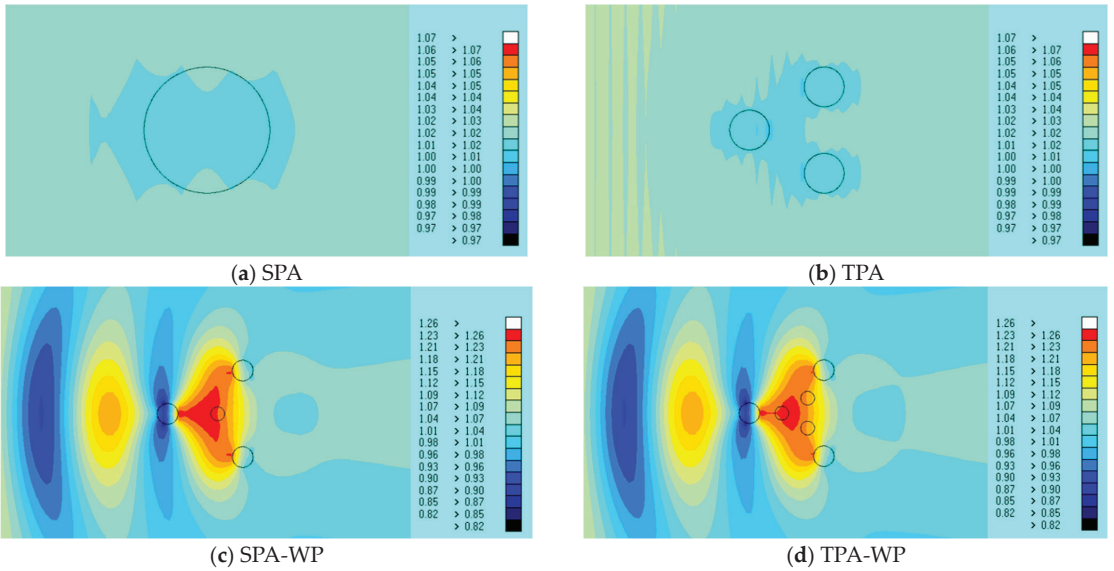 1.07 >
1.06 > 1.07
1.05 > 1.06
1.05 > 1.05
1.04 > 1.05
1.04 > 1.04
1.03 > 1.04
1.02 > 1.03
1.02 > 1.02
1.01 > 1.02
1.00 > 1.01
1.00 > 1.00
0.99 > 1.00
0.99 > 0.99
0.98 > 0.99
0.97 > 0.98
0.97 > 0.97
> 0.97
(a) SPA
1.07 >
1.06 > 1.07
1.05 > 1.06
1.05 > 1.05
1.04 > 1.05
1.04 > 1.04
1.03 > 1.04
1.02 > 1.03
1.02 > 1.02
1.01 > 1.02
1.00 > 1.01
1.00 > 1.00
0.99 > 1.00
0.99 > 0.99
0.98 > 0.99
0.97 > 0.98
0.97 > 0.97
> 0.97
(b) TPA
1.26 >
1.23 > 1.26
1.21 > 1.23
1.18 > 1.21
1.15 > 1.18
1.12 > 1.15
1.09 > 1.12
1.07 > 1.09
1.04 > 1.07
1.01 > 1.04
0.98 > 1.01
0.96 > 0.98
0.93 > 0.96
0.90 > 0.93
0.87 > 0.90
0.85 > 0.87
0.82 > 0.85
> 0.82
(c) SPA-WP
1.26 >
1.23 > 1.26
1.21 > 1.23
1.18 > 1.21
1.15 > 1.18
1.12 > 1.15
1.09 > 1.12
1.07 > 1.09
1.04 > 1.07
1.01 > 1.04
0.98 > 1.01
0.96 > 0.98
0.93 > 0.96
0.90 > 0.93
0.87 > 0.90
0.85 > 0.87
0.82 > 0.85
> 0.82
(d) TPA-WP